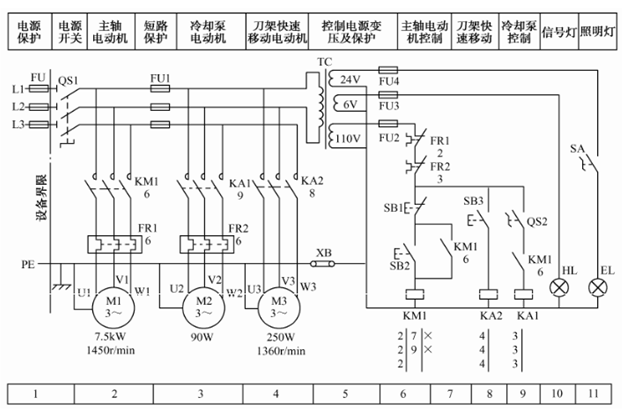 电源保护 电源开关 主轴电动机 短路保护 冷却泵电动机 刀架快速移动电动机 控制电源变压及保护 主轴电动机控制 刀架快速移动 冷却泵控制 信号灯 照明灯
TC
FU QS1 FU1 24V FU4
L1
L2 6V FU3
L3 110V FU2
FR1
2
SA
FR2
3
KM1
6
KA1
9
KA2
8
设备界限
SB1 SB3 QS2
FR1
6
FR2
6
SB2 KM1
6
KM1
6
PE XB
HL EL
U1 V1 W1 U2 V2 W2 U3 V3 W3
M1
3～
M2
3～
M3
3～
KM1 KA2 KA1
7.5kW 90W 250W
1450r/min 1360r/min
2 7 × 4 3
2 9 × 4 3
2 4 3
1 2 3 4 5 6 7 8 9 10 11